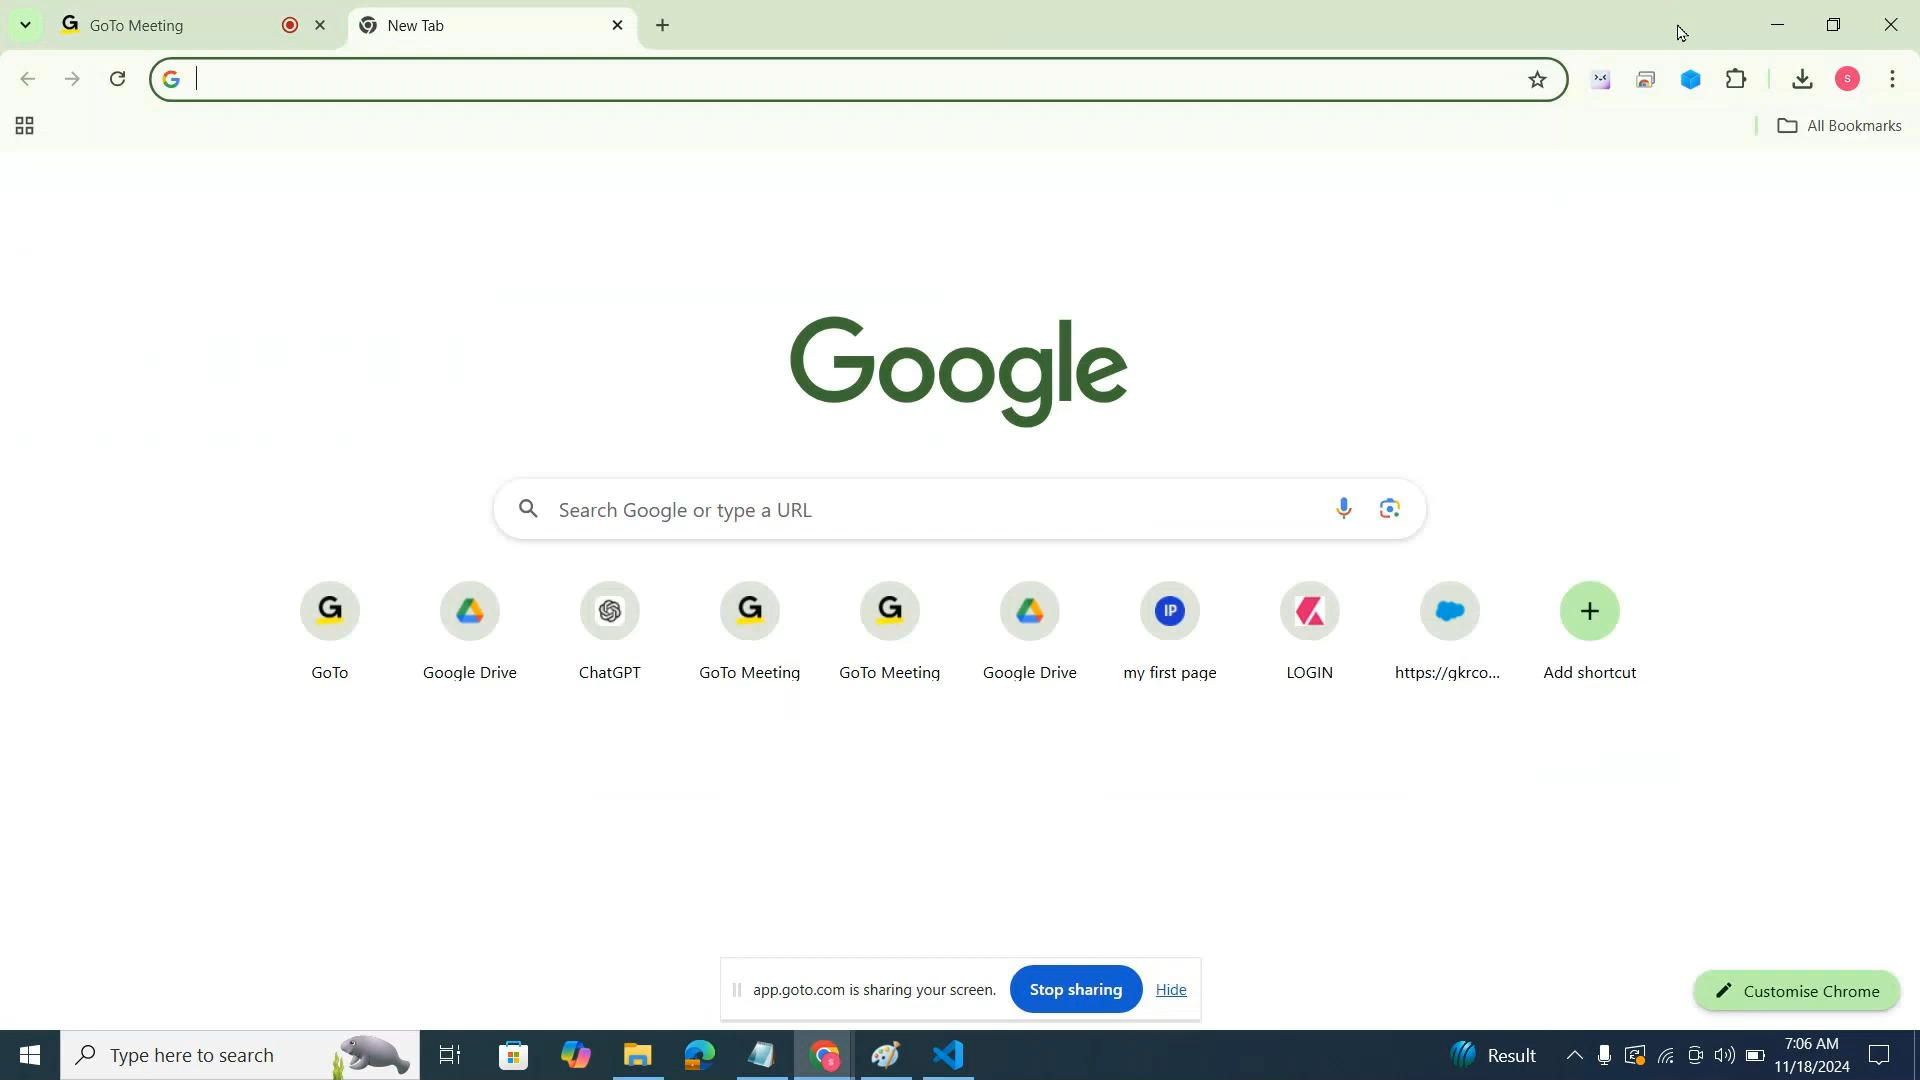 GoTo Meeting
New Tab
All Bookmarks
Google
Search Google or type a URL
GoTo
Google Drive
ChatGPT
GoTo Meeting
GoTo Meeting
Google Drive
IP
my first page
LOGIN
https://gkrco...
Add shortcut
app.goto.com is sharing your screen.
Stop sharing
Hide
Customise Chrome
Type here to search
Result
7:06 AM
11/18/2024